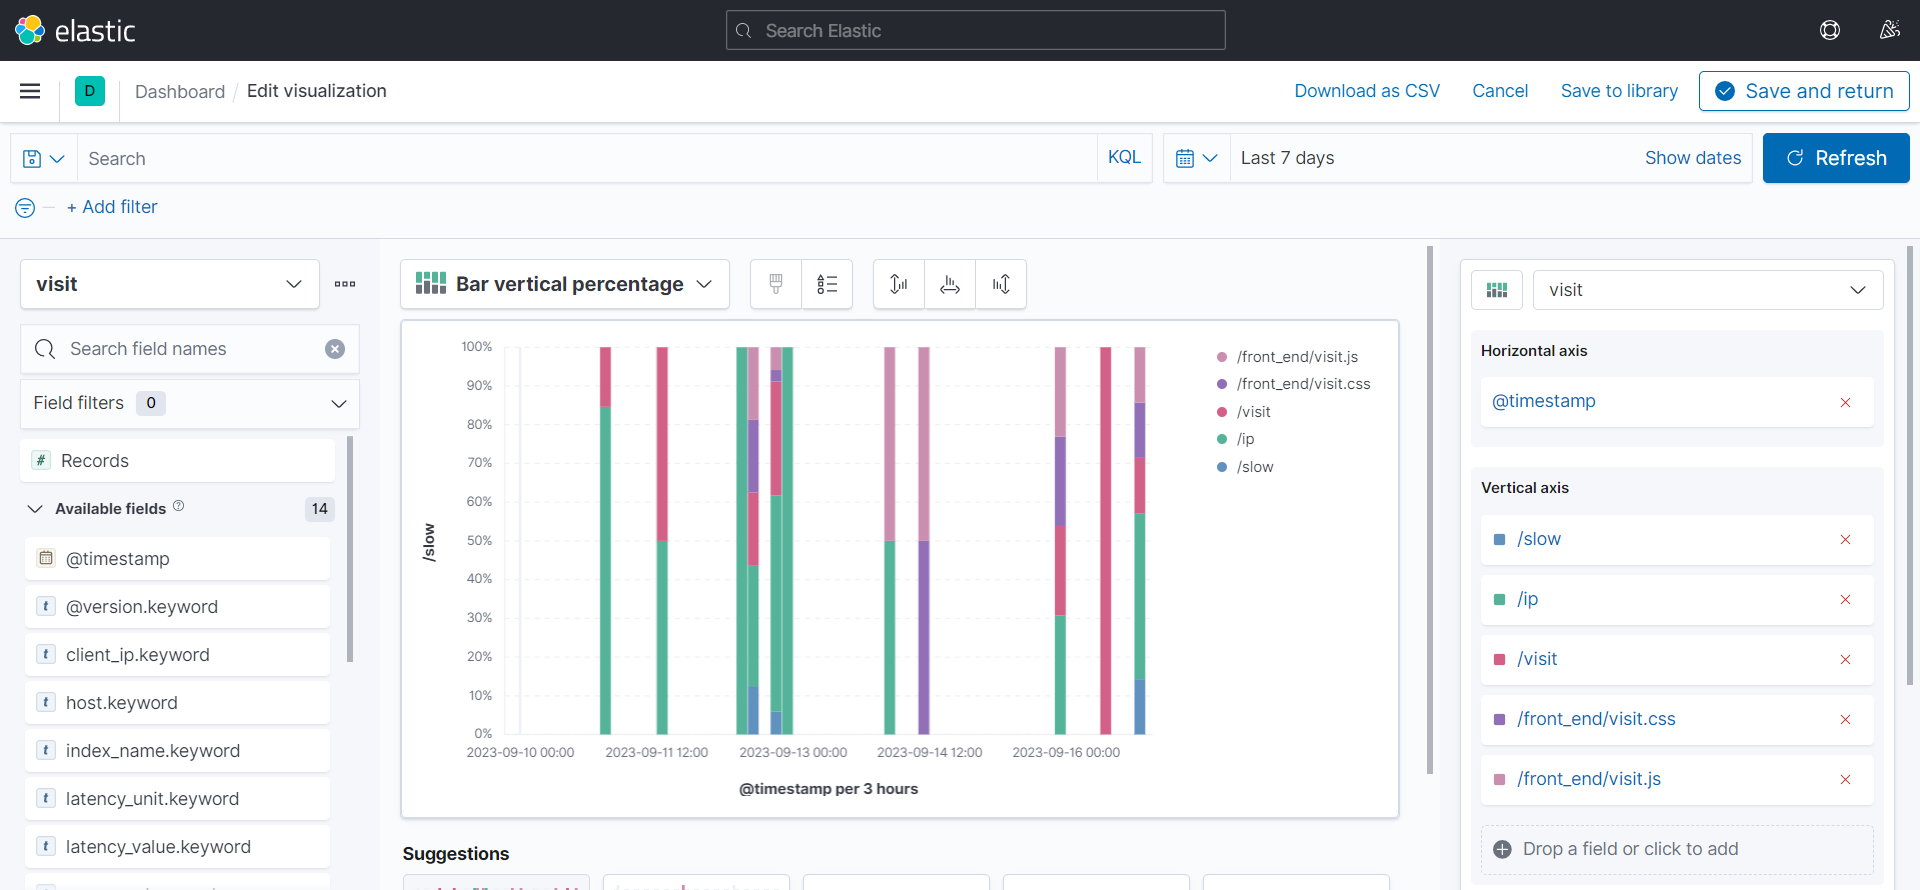 elastic
Search Elastic
D
Dashboard / Edit visualization
Download as CSV
Cancel
Save to library
Save and return
Search
KQL
Last 7 days
Show dates
Refresh
+ Add filter
visit
Search field names
Field filters 0
# Records
Available fields 14
@timestamp
t @version.keyword
t client_ip.keyword
t host.keyword
t index_name.keyword
t latency_unit.keyword
t latency_value.keyword
Bar vertical percentage
100%
90%
80%
70%
60%
50%
40%
30%
20%
10%
0%
/slow
2023-09-10 00:00
2023-09-11 12:00
2023-09-13 00:00
2023-09-14 12:00
2023-09-16 00:00
@timestamp per 3 hours
/front_end/visit.js
/front_end/visit.css
/visit
/ip
/slow
Suggestions
visit
Horizontal axis
@timestamp
Vertical axis
/slow
/ip
/visit
/front_end/visit.css
/front_end/visit.js
Drop a field or click to add